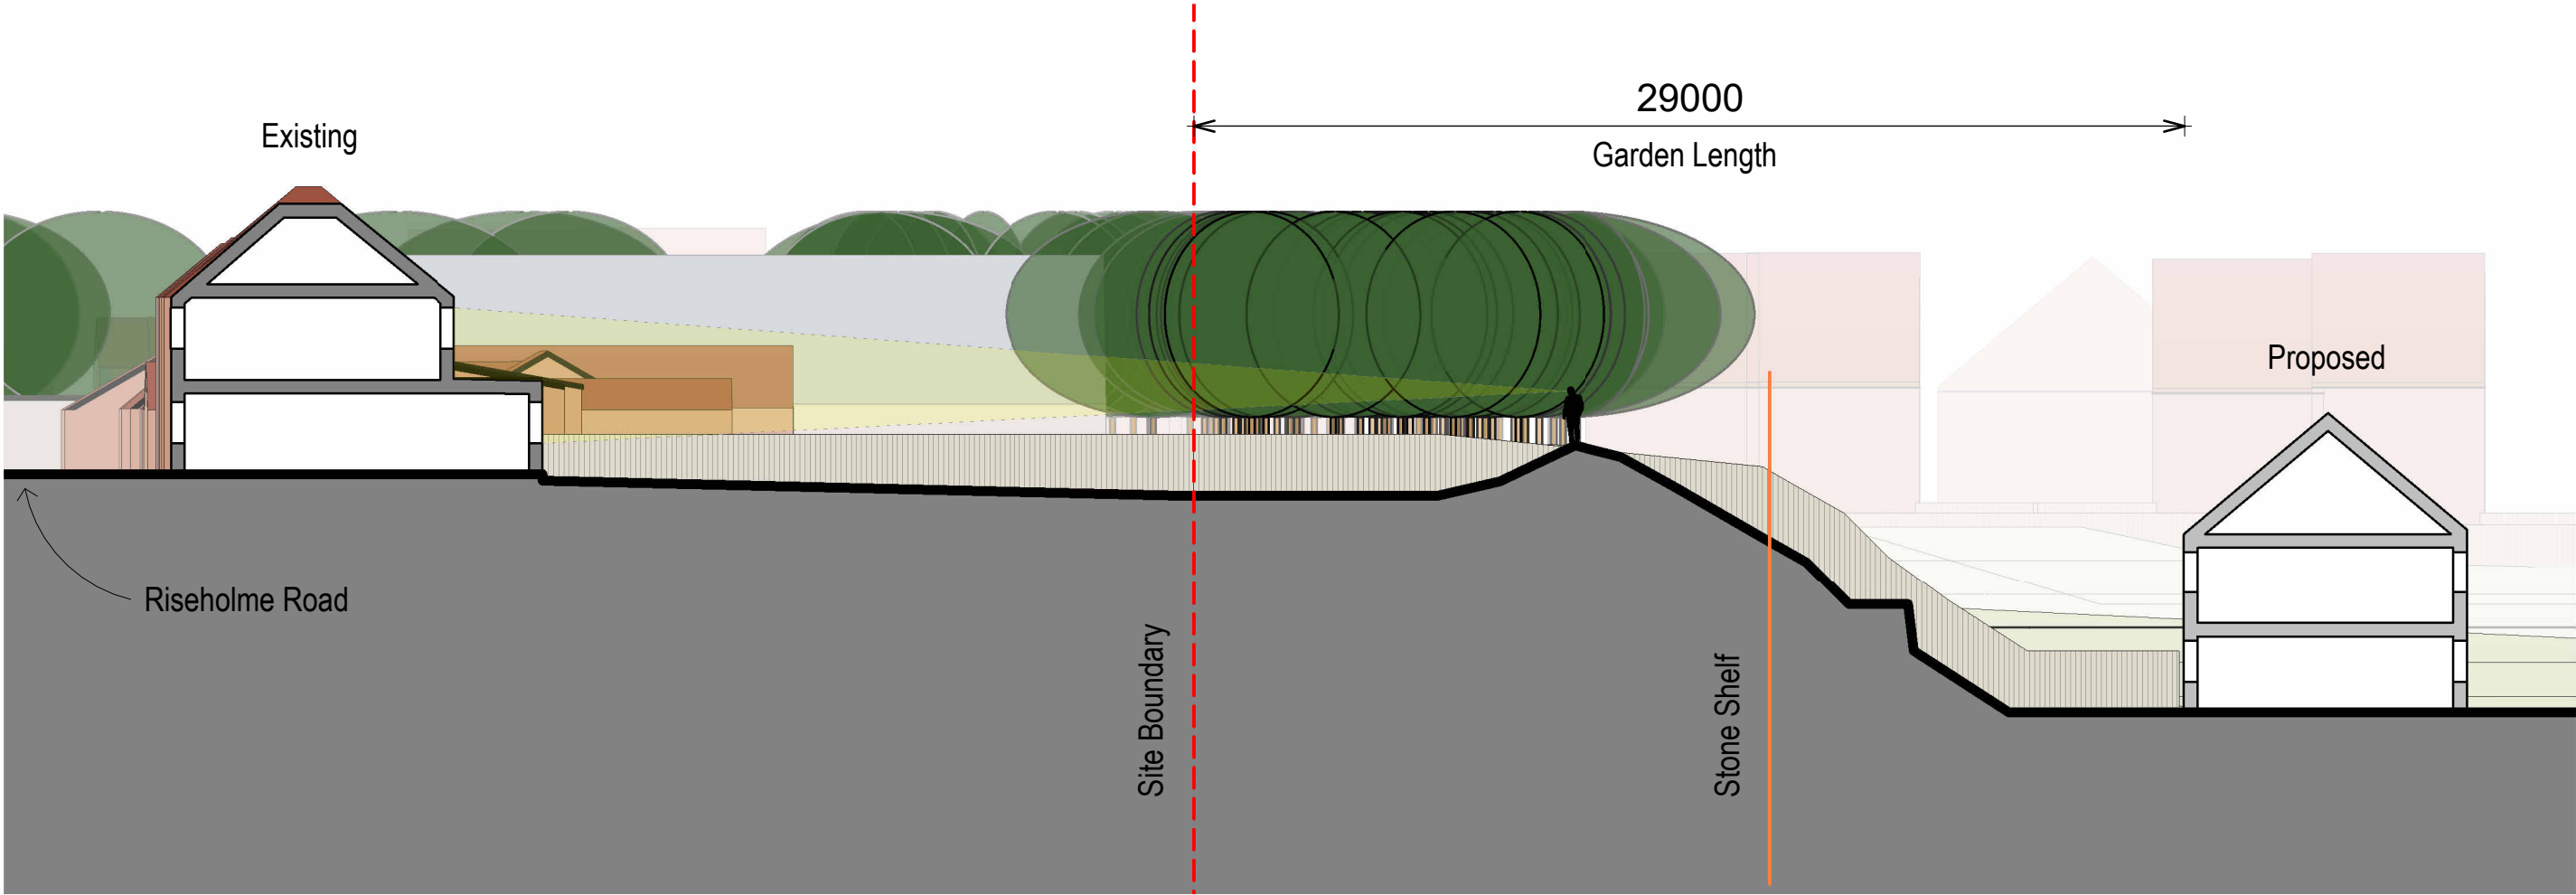 29000
Garden Length
Existing
Proposed
Riseholme Road
Site Boundary
Stone Shelf